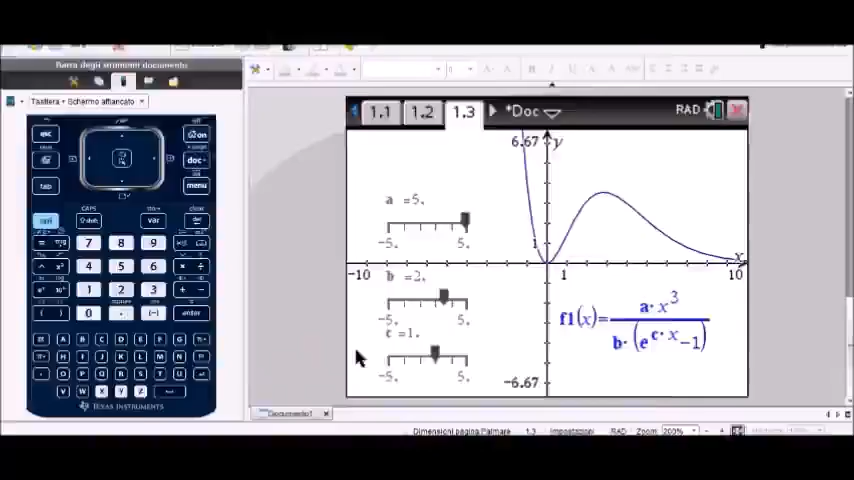 Barra degli strumenti documento
Tastiera + Schermo affiancato
esc
on
doc
tab
menu
CAPS
shift
var
del
ctrl
clear
=
7 8 9
4 5 6
1 2 3
0 . (-)
enter
A B C D E F G
H I J K L M N
O P Q R S T U
V W X Y Z
TEXAS INSTRUMENTS
1.1 1.2 1.3 *Doc RAD
6.67 y
a =5.
-5. 5.
1
-10 1 x 10
b =2.
-5. 5.
f1(x)= a·x³ / b·(e^(c·x)−1)
c =1.
-5. 5.
-6.67
Documento1
Dimensioni pagina Palmare 1.3 Impostazioni RAD Zoom: 200%